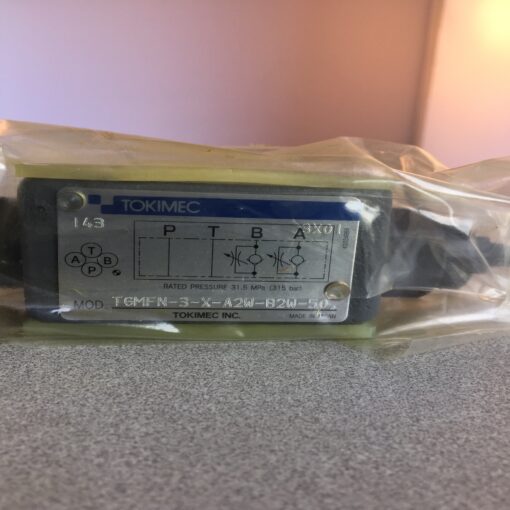 TOKIMEC
143
P T B A
T
A B
P
RATED PRESSURE 31.5 MPa (315 bar)
MOD. TGMFN-3-X-A2W-B2W-50
TOKIMEC INC. MADE IN JAPAN